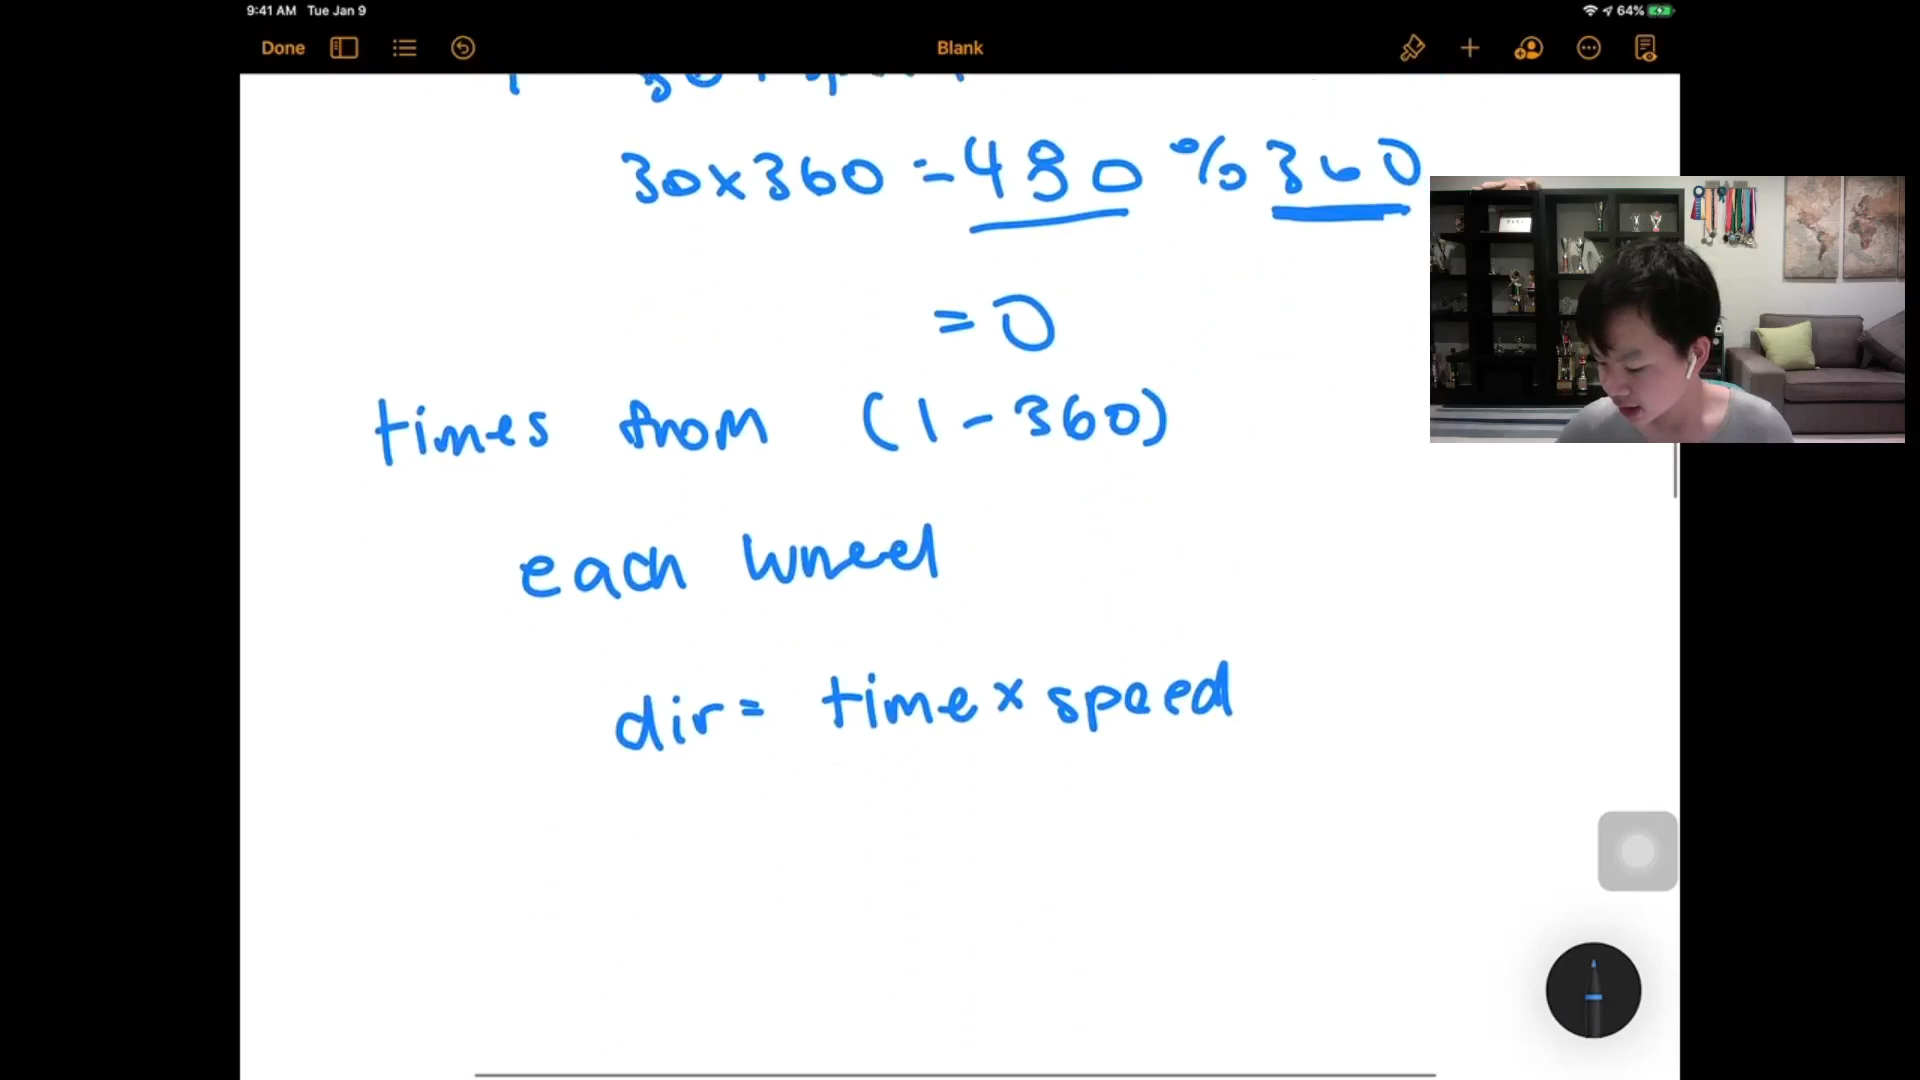 9:41 AM Tue Jan 9 64%
Done Blank
30x360 = 480 % 360
= 0
times from (1 - 360)
each wheel
dir = time x speed